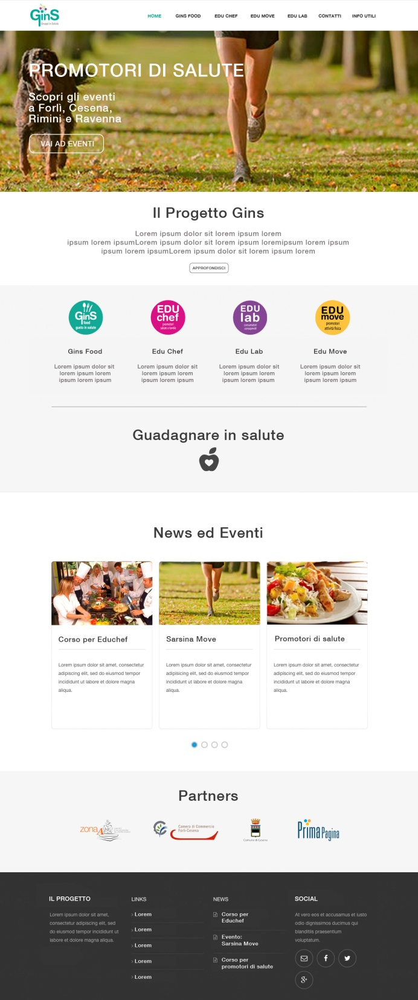 GinS
Gruppi in Salute
HOME GINS FOOD EDU CHEF EDU MOVE EDU LAB CONTATTI INFO UTILI
PROMOTORI DI SALUTE
Scopri gli eventi
a Forlì, Cesena,
Rimini e Ravenna
VAI AD EVENTI
Il Progetto Gins
Lorem ipsum dolor sit lorem ipsum lorem
ipsum lorem ipsumLorem ipsum dolor sit lorem ipsum loremipsum lorem ipsum
ipsum lorem ipsumLorem ipsum dolor sit lorem ipsum lorem
APPROFONDISCI
GinS
food
gusto in salute
Gins Food
Lorem ipsum dolor sit
lorem ipsum lorem
ipsum lorem ipsum
EDU
chef
promotori
salute a tavola
Edu Chef
Lorem ipsum dolor sit
lorem ipsum lorem
ipsum lorem ipsum
EDU
lab
consumatori
consapevoli
Edu Lab
Lorem ipsum dolor sit
lorem ipsum lorem
ipsum lorem ipsum
EDU
move
promotori
attività fisica
Edu Move
Lorem ipsum dolor sit
lorem ipsum lorem
ipsum lorem ipsum
Guadagnare in salute
News ed Eventi
Corso per Educhef
Lorem ipsum dolor sit amet, consectetur
adipiscing elit, sed do eiusmod tempor
incididunt ut labore et dolore magna
aliqua.
Sarsina Move
Lorem ipsum dolor sit amet, consectetur
adipiscing elit, sed do eiusmod tempor
incididunt ut labore et dolore magna
aliqua.
Promotori di salute
Lorem ipsum dolor sit amet, consectetur
adipiscing elit, sed do eiusmod tempor
incididunt ut labore et dolore magna
aliqua.
Partners
zonaA
Camera di Commercio
Forlì-Cesena
Comune di Cesena
PrimaPagina
IL PROGETTO
Lorem ipsum dolor sit amet,
consectetur adipiscing elit, sed
do eiusmod tempor incididunt ut
labore et dolore magna aliqua.
LINKS
› Lorem
› Lorem
› Lorem
› Lorem
› Lorem
NEWS
Corso per
Educhef
Evento:
Sarsina Move
Corso per
promotori di salute
SOCIAL
At vero eos et accusamus et iusto
odio dignissimos ducimus qui
blanditiis praesentium
voluptatum.
f
g+